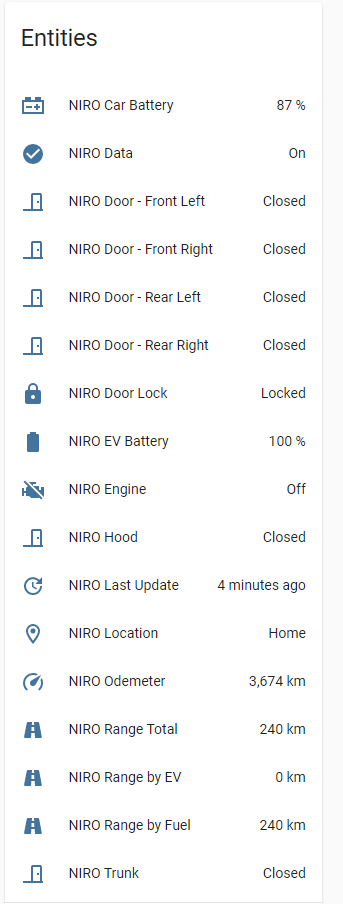 Entities
NIRO Car Battery 87 %
NIRO Data On
NIRO Door - Front Left Closed
NIRO Door - Front Right Closed
NIRO Door - Rear Left Closed
NIRO Door - Rear Right Closed
NIRO Door Lock Locked
NIRO EV Battery 100 %
NIRO Engine Off
NIRO Hood Closed
NIRO Last Update 4 minutes ago
NIRO Location Home
NIRO Odemeter 3,674 km
NIRO Range Total 240 km
NIRO Range by EV 0 km
NIRO Range by Fuel 240 km
NIRO Trunk Closed